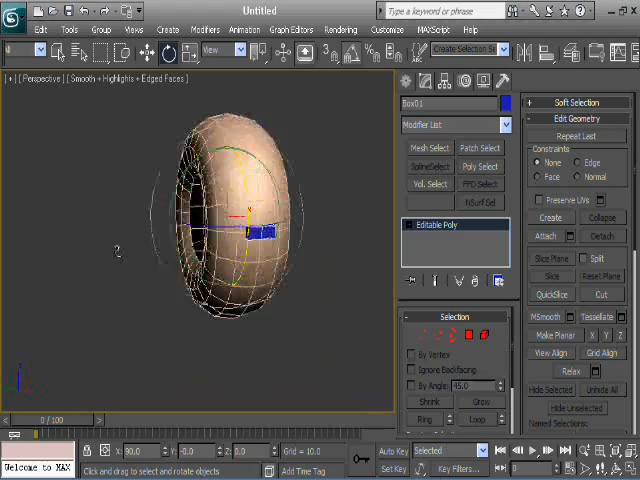 Untitled
Type a keyword or phrase
Edit Tools Group Views Create Modifiers Animation Graph Editors Rendering Customize MAXScript Help
View
Create Selection Se
[ + ] [ Perspective ] [ Smooth + Highlights + Edged Faces ]
Box01
Modifier List
Mesh Select Patch Select
SplineSelect Poly Select
Vol. Select FFD Select
NSurf Sel
Editable Poly
Selection
By Vertex
Ignore Backfacing
By Angle: 45.0
Shrink Grow
Ring Loop
Soft Selection
Edit Geometry
Repeat Last
Constraints
None Edge
Face Normal
Preserve UVs
Create Collapse
Attach Detach
Slice Plane Split
Slice Reset Plane
QuickSlice Cut
MSmooth Tessellate
Make Planar X Y Z
View Align Grid Align
Relax
Hide Selected Unhide All
Hide Unselected
Named Selections:
0 / 100
X: 90.0 Y: -0.0 Z: 0.0 Grid = 10.0
Auto Key Selected
Set Key Key Filters... 0
Welcome to MAX
Click and drag to select and rotate objects
Add Time Tag